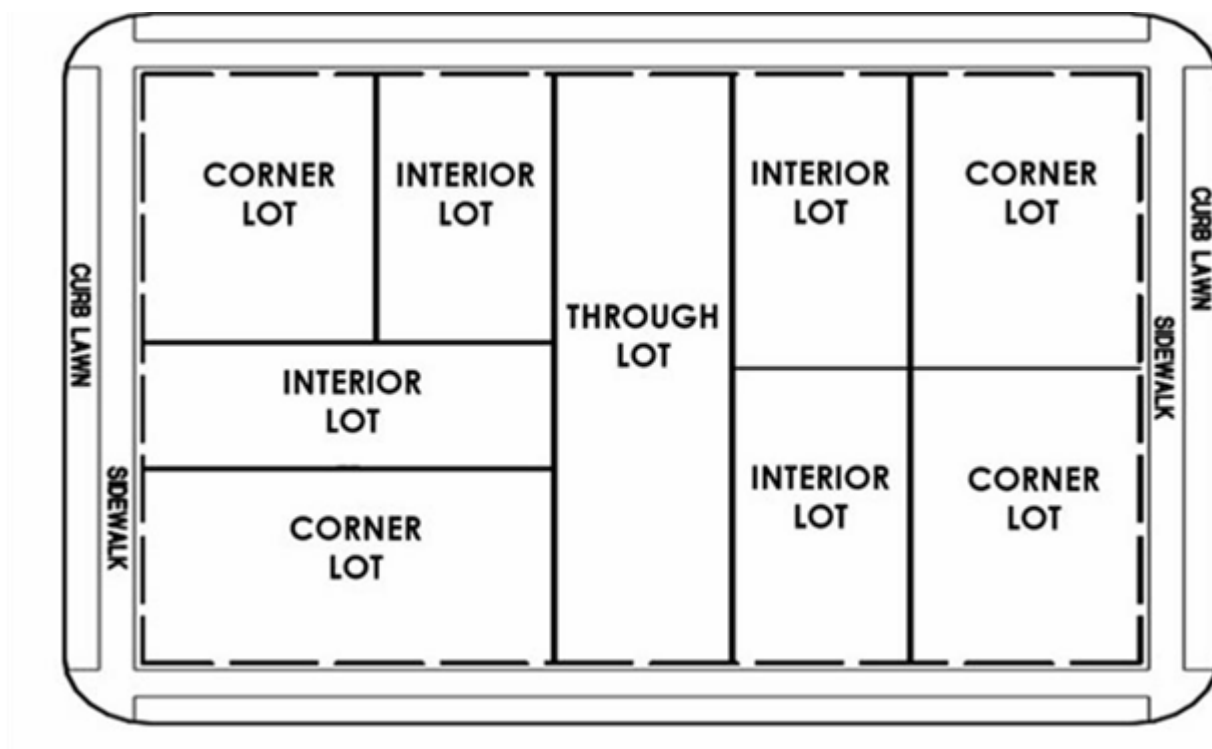 CORNER
LOT
INTERIOR
LOT
INTERIOR
LOT
CORNER
LOT
THROUGH
LOT
INTERIOR
LOT
CORNER
LOT
INTERIOR
LOT
CORNER
LOT
CURB LAWN
SIDEWALK
SIDEWALK
CURB LAWN